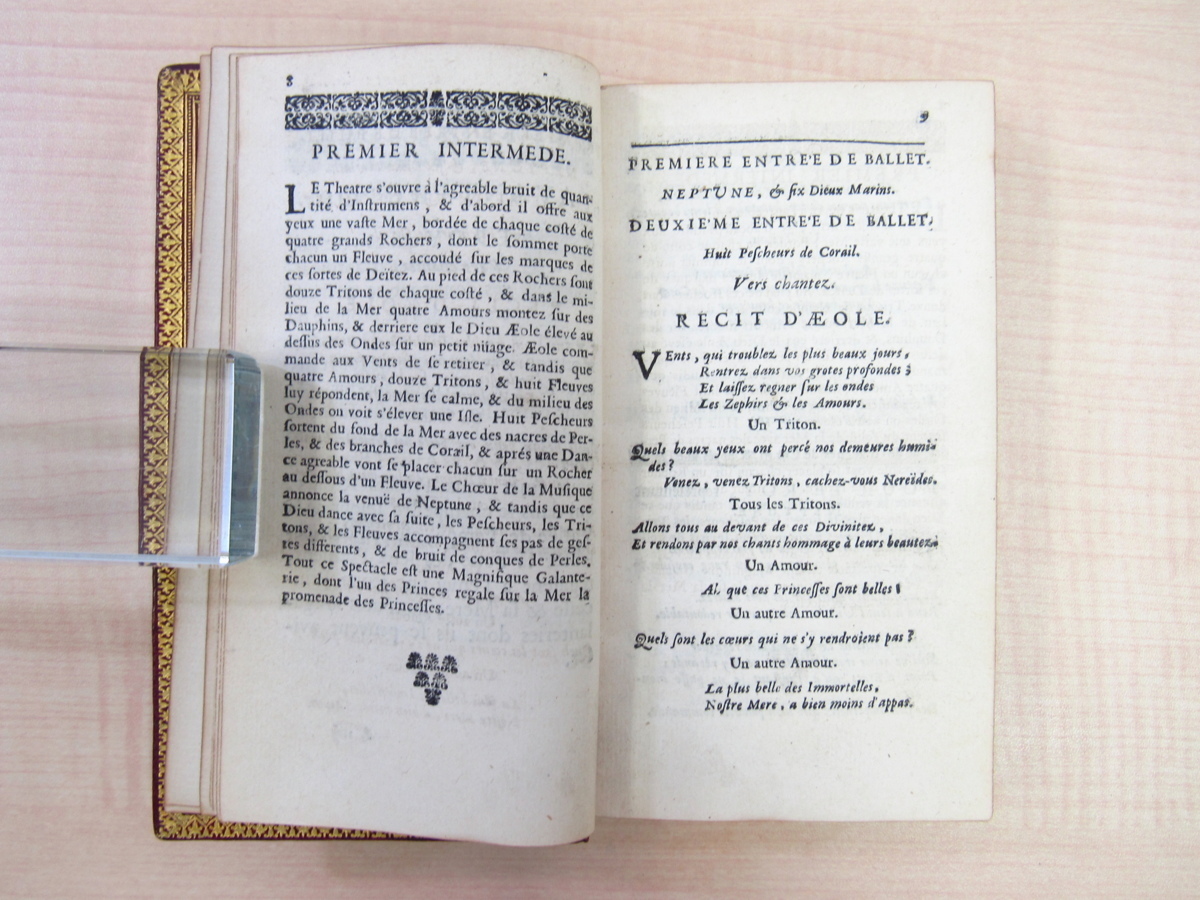 8
PREMIER INTERMEDE.
LE Theatre s'ouvre à l'agreable bruit de quan-
tité d'Instrumens, & d'abord il offre aux
yeux une vaste Mer, bordée de chaque costé de
quatre grands Rochers, dont le sommet porte
chacun un Fleuve, accoudé sur les marques de
ces sortes de Deïtez. Au pied de ces Rochers sont
douze Tritons de chaque costé, & dans le mi-
lieu de la Mer quatre Amours montez sur des
Dauphins, & derriere eux le Dieu Æole élevé au
dessus des Ondes sur un petit nüage. Æole com-
mande aux Vents de se retirer, & tandis que
quatre Amours, douze Tritons, & huit Fleuves
luy répondent, la Mer se calme, & du milieu des
Ondes on voit s'élever une Isle. Huit Pescheurs
sortent du fond de la Mer avec des nacres de Per-
les, & des branches de Corail, & aprés une Dan-
ce agreable vont se placer chacun sur un Rocher
au dessous d'un Fleuve. Le Chœur de la Musique
annonce la venuë de Neptune, & tandis que ce
Dieu dance avec sa suite, les Pescheurs, les Tri-
tons, & les Fleuves accompagnent ses pas de ges-
tes differents, & de bruit de conques de Perles.
Tout ce Spectacle est une Magnifique Galante-
rie, dont l'un des Princes regale sur la Mer la
promenade des Princesses.
9
PREMIERE ENTRE'E DE BALLET.
NEPTUNE, & six Dieux Marins.
DEUXIE'ME ENTRE'E DE BALLET.
Huit Pescheurs de Corail.
Vers chantez.
RECIT D'ÆOLE.
VEnts, qui troublez les plus beaux jours,
Rentrez dans vos grotes profondes;
Et laissez regner sur les ondes
Les Zephirs & les Amours.
Un Triton.
Quels beaux yeux ont percé nos demeures humi-
des?
Venez, venez Tritons, cachez-vous Nereïdes.
Tous les Tritons.
Allons tous au devant de ces Divinitez,
Et rendons par nos chants hommage à leurs beautez.
Un Amour.
Ah que ces Princesses sont belles!
Un autre Amour.
Quels sont les cœurs qui ne s'y rendroient pas?
Un autre Amour.
La plus belle des Immortelles,
Nostre Mere, a bien moins d'appas.